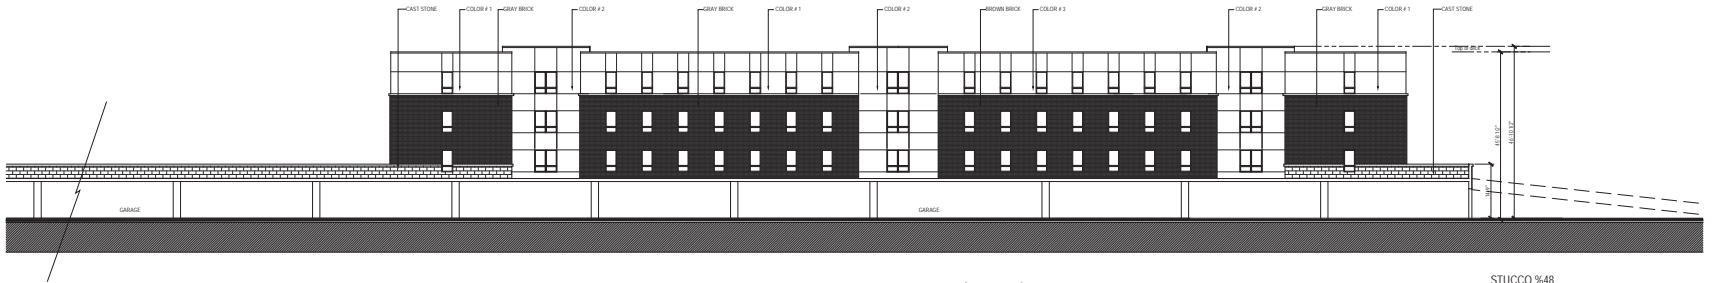 CAST STONE
COLOR # 1
GRAY BRICK
COLOR # 2
GRAY BRICK
COLOR # 1
COLOR # 2
BROWN BRICK
COLOR # 3
COLOR # 2
GRAY BRICK
COLOR # 1
CAST STONE
GARAGE
GARAGE
STUCCO %48